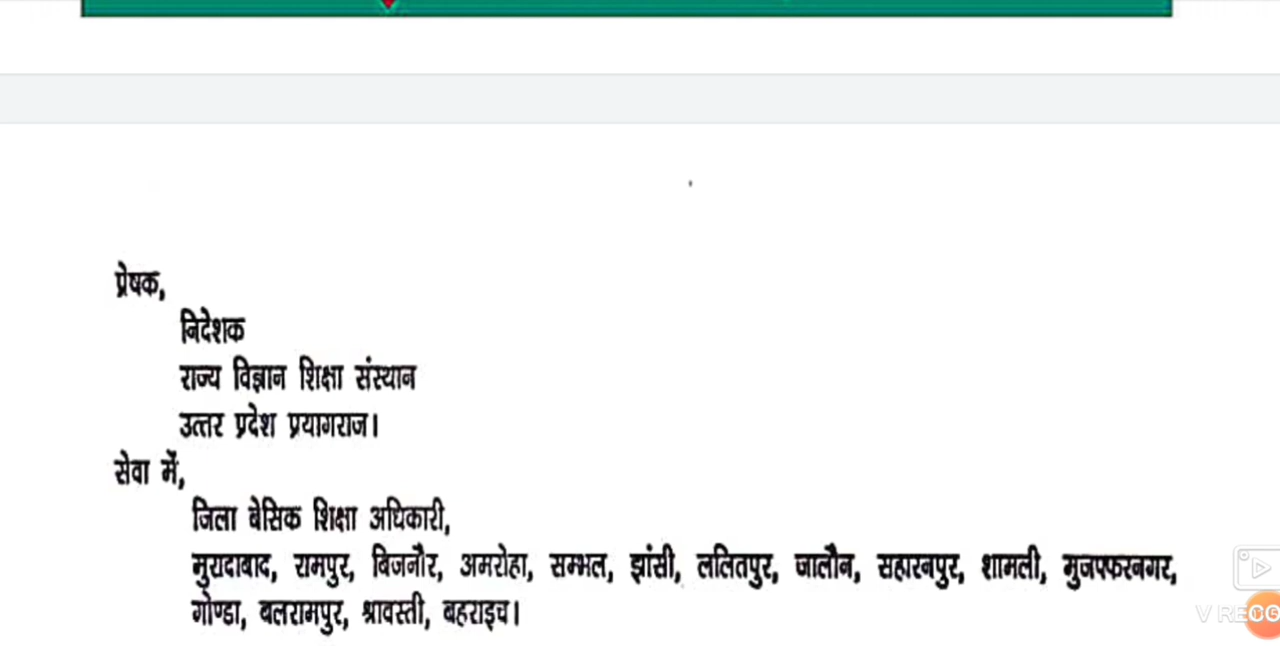 प्रेषक,
निदेशक
राज्य विज्ञान शिक्षा संस्थान
उत्तर प्रदेश प्रयागराज।
सेवा में,
जिला बेसिक शिक्षा अधिकारी,
मुरादाबाद, रामपुर, बिजनौर, अमरोहा, सम्भल, झांसी, ललितपुर, जालौन, सहारनपुर, शामली, मुजफ्फरनगर,
गोण्डा, बलरामपुर, श्रावस्ती, बहराइच।